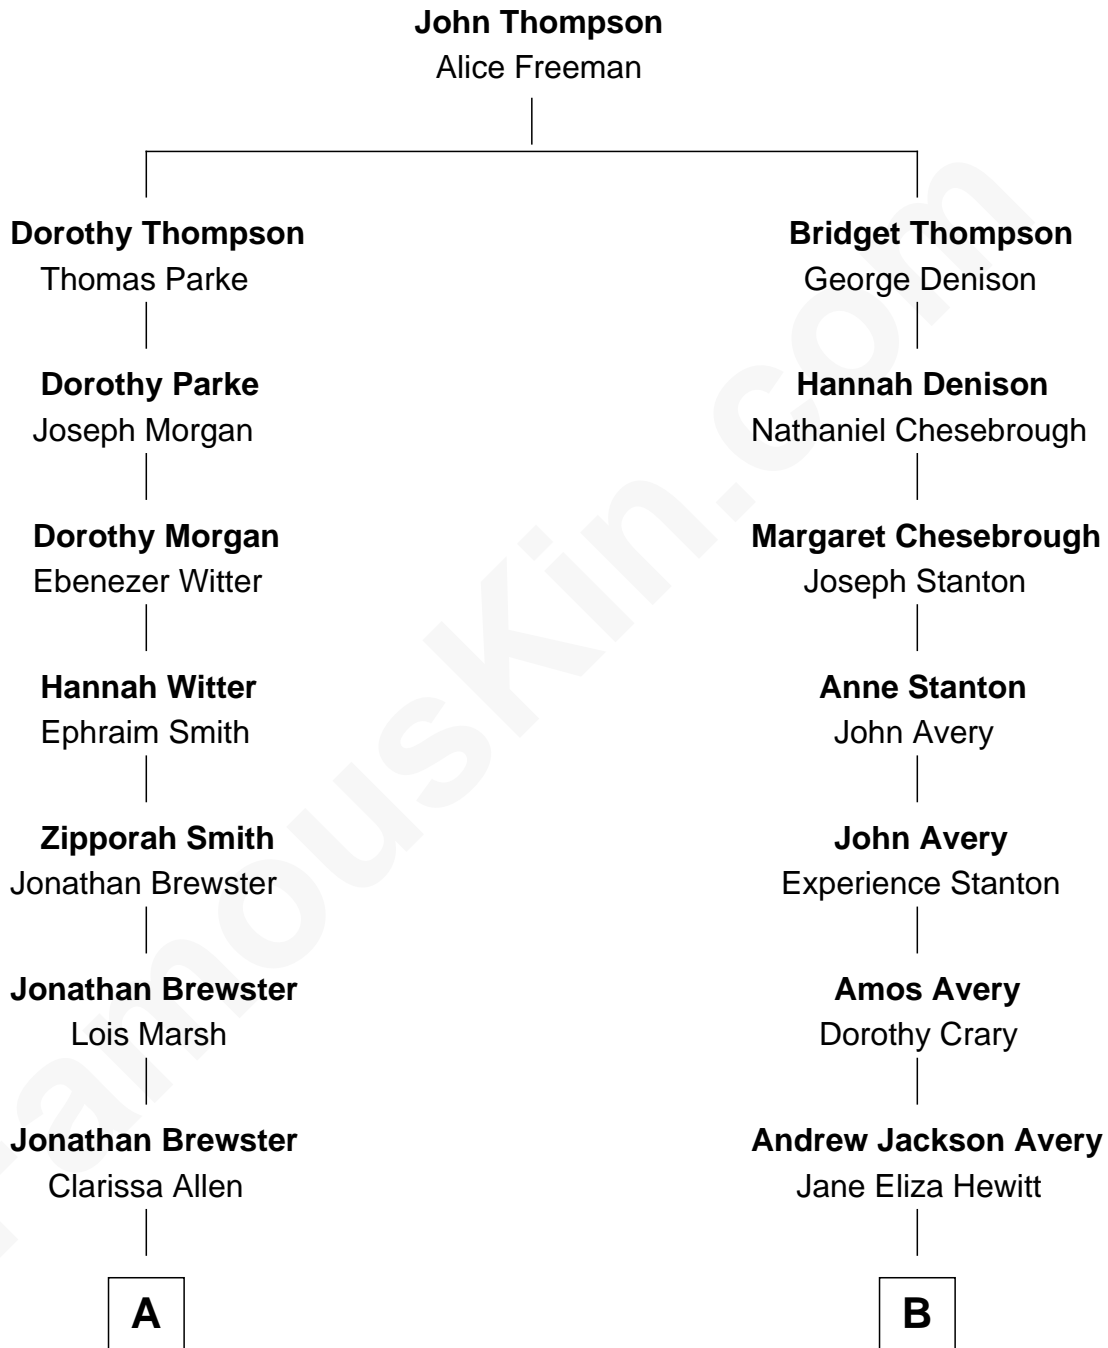 John Thompson
Alice Freeman
Dorothy Thompson
Thomas Parke
Bridget Thompson
George Denison
Dorothy Parke
Joseph Morgan
Hannah Denison
Nathaniel Chesebrough
Dorothy Morgan
Ebenezer Witter
Margaret Chesebrough
Joseph Stanton
Hannah Witter
Ephraim Smith
Anne Stanton
John Avery
Zipporah Smith
Jonathan Brewster
John Avery
Experience Stanton
Jonathan Brewster
Lois Marsh
Amos Avery
Dorothy Crary
Jonathan Brewster
Clarissa Allen
Andrew Jackson Avery
Jane Eliza Hewitt
A
B
FamousKin.com